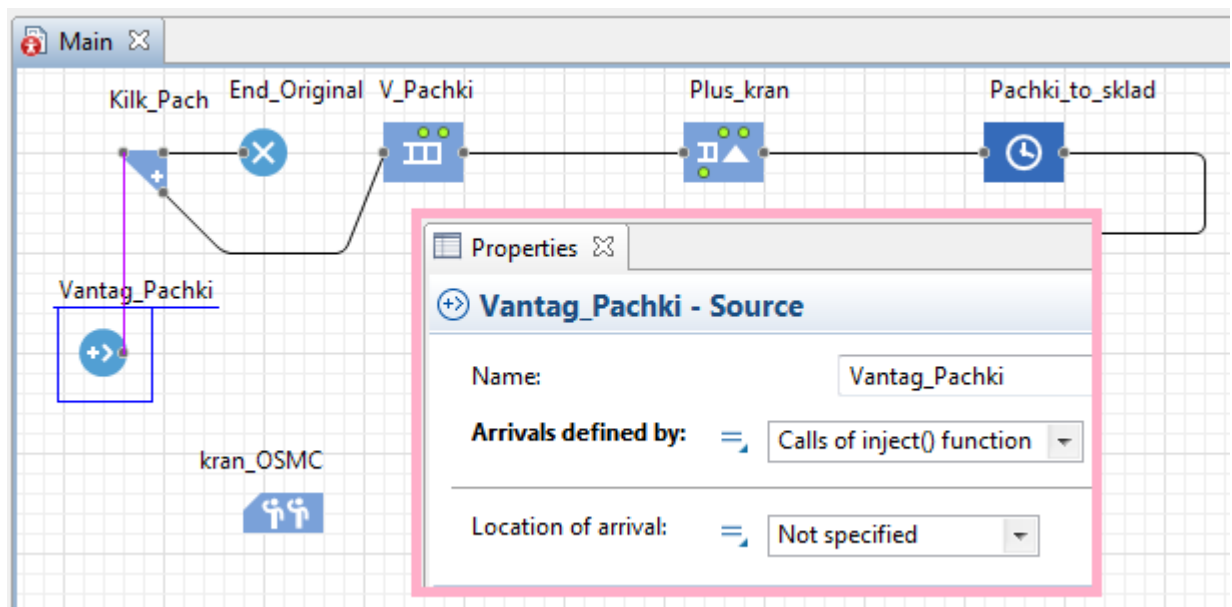 Main
Kilk_Pach
End_Original
V_Pachki
Plus_kran
Pachki_to_sklad
Vantag_Pachki
kran_OSMC
Properties
Vantag_Pachki - Source
Name: Vantag_Pachki
Arrivals defined by: Calls of inject() function
Location of arrival: Not specified